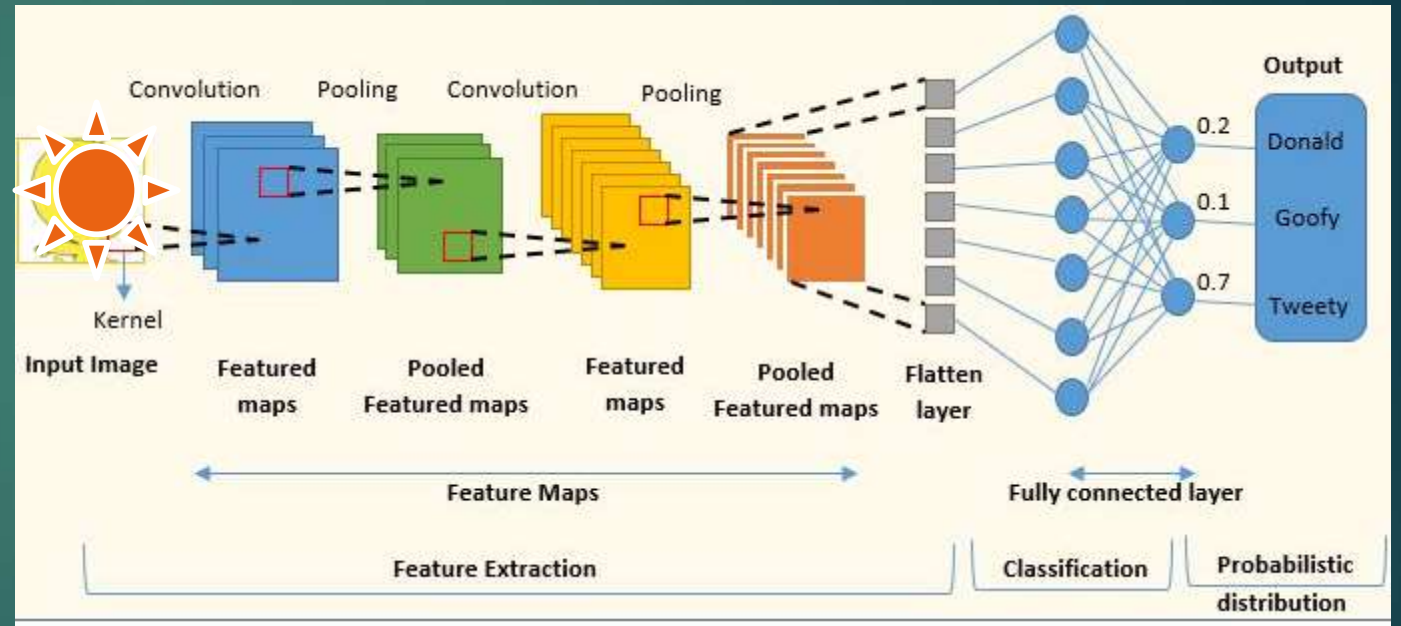 Convolution
Pooling
Convolution
Pooling
Output
0.2
Donald
0.1
Goofy
0.7
Tweety
Kernel
Input Image
Featured
maps
Pooled
Featured maps
Featured
maps
Pooled
Featured maps
Flatten
layer
Feature Maps
Fully connected layer
Feature Extraction
Classification
Probabilistic
distribution